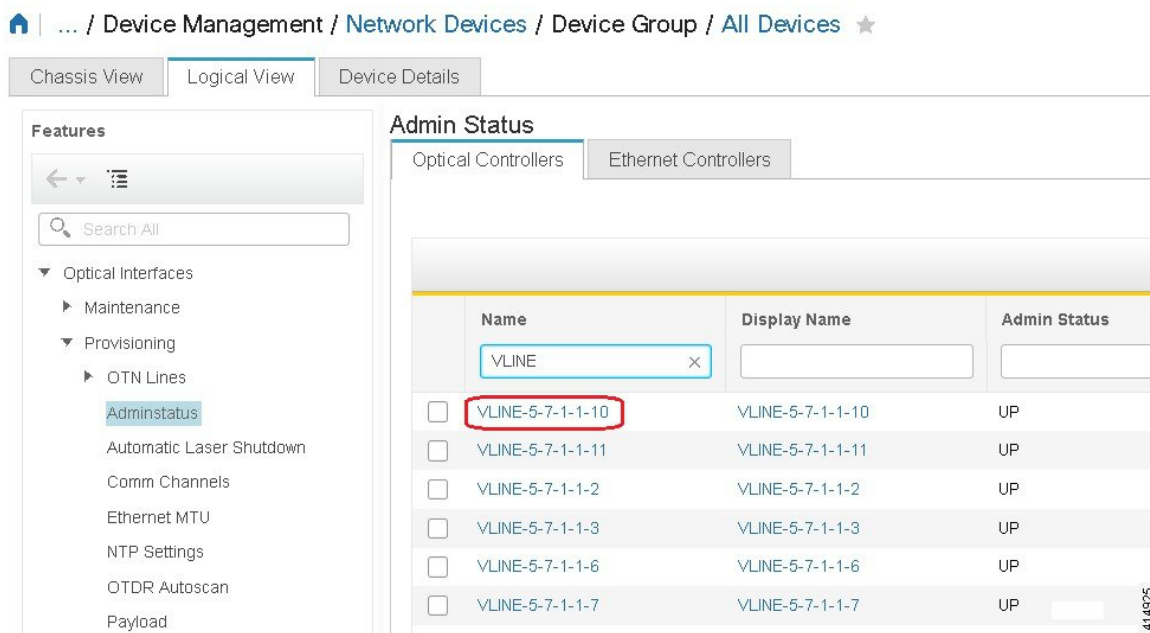 ... / Device Management / Network Devices / Device Group / All Devices
Chassis View
Logical View
Device Details
Features
Search All
Optical Interfaces
Maintenance
Provisioning
OTN Lines
Adminstatus
Automatic Laser Shutdown
Comm Channels
Ethernet MTU
NTP Settings
OTDR Autoscan
Payload
Admin Status
Optical Controllers
Ethernet Controllers
Name Display Name Admin Status
VLINE
VLINE-5-7-1-1-10 VLINE-5-7-1-1-10 UP
VLINE-5-7-1-1-11 VLINE-5-7-1-1-11 UP
VLINE-5-7-1-1-2 VLINE-5-7-1-1-2 UP
VLINE-5-7-1-1-3 VLINE-5-7-1-1-3 UP
VLINE-5-7-1-1-6 VLINE-5-7-1-1-6 UP
VLINE-5-7-1-1-7 VLINE-5-7-1-1-7 UP
414925